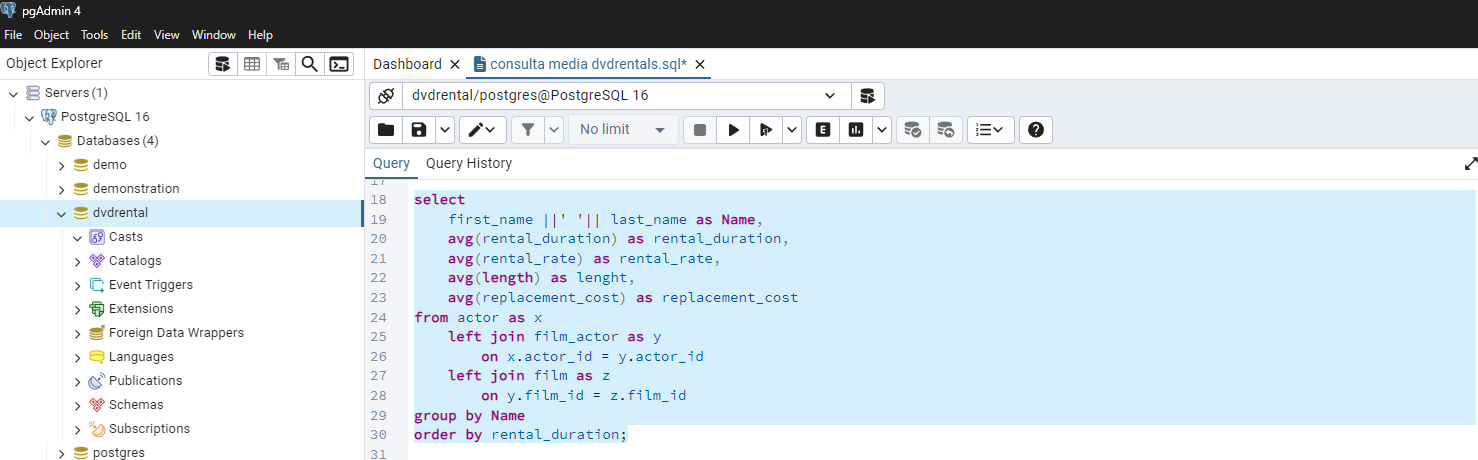 pgAdmin 4
File Object Tools Edit View Window Help
Object Explorer
Dashboard
consulta media dvdrentals.sql*
Servers (1)
PostgreSQL 16
Databases (4)
demo
demonstration
dvdrental
Casts
Catalogs
Event Triggers
Extensions
Foreign Data Wrappers
Languages
Publications
Schemas
Subscriptions
postgres
dvdrental/postgres@PostgreSQL 16
No limit
E
Query Query History
17
18 select
19 first_name ||' '|| last_name as Name,
20 avg(rental_duration) as rental_duration,
21 avg(rental_rate) as rental_rate,
22 avg(length) as lenght,
23 avg(replacement_cost) as replacement_cost
24 from actor as x
25 left join film_actor as y
26 on x.actor_id = y.actor_id
27 left join film as z
28 on y.film_id = z.film_id
29 group by Name
30 order by rental_duration;
31